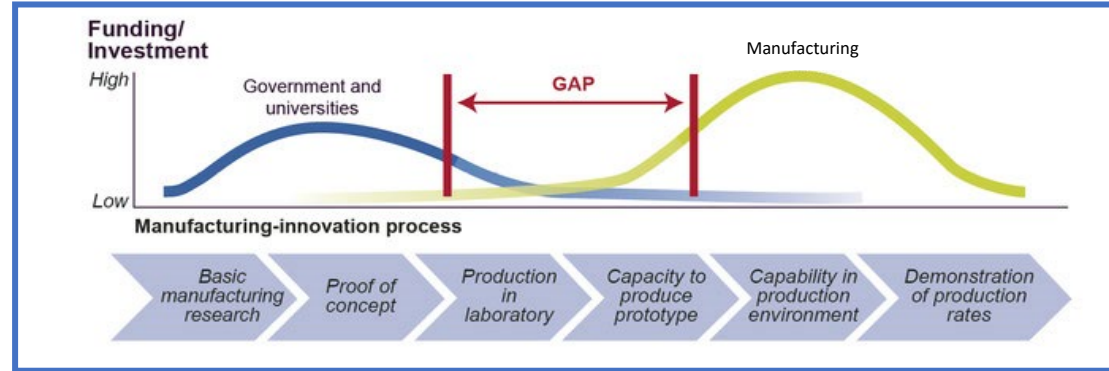 Funding/
Investment
Manufacturing
High
Government and
universities
GAP
Low
Manufacturing-innovation process
Basic
manufacturing
research
Proof of
concept
Production
in
laboratory
Capacity to
produce
prototype
Capability in
production
environment
Demonstration
of production
rates